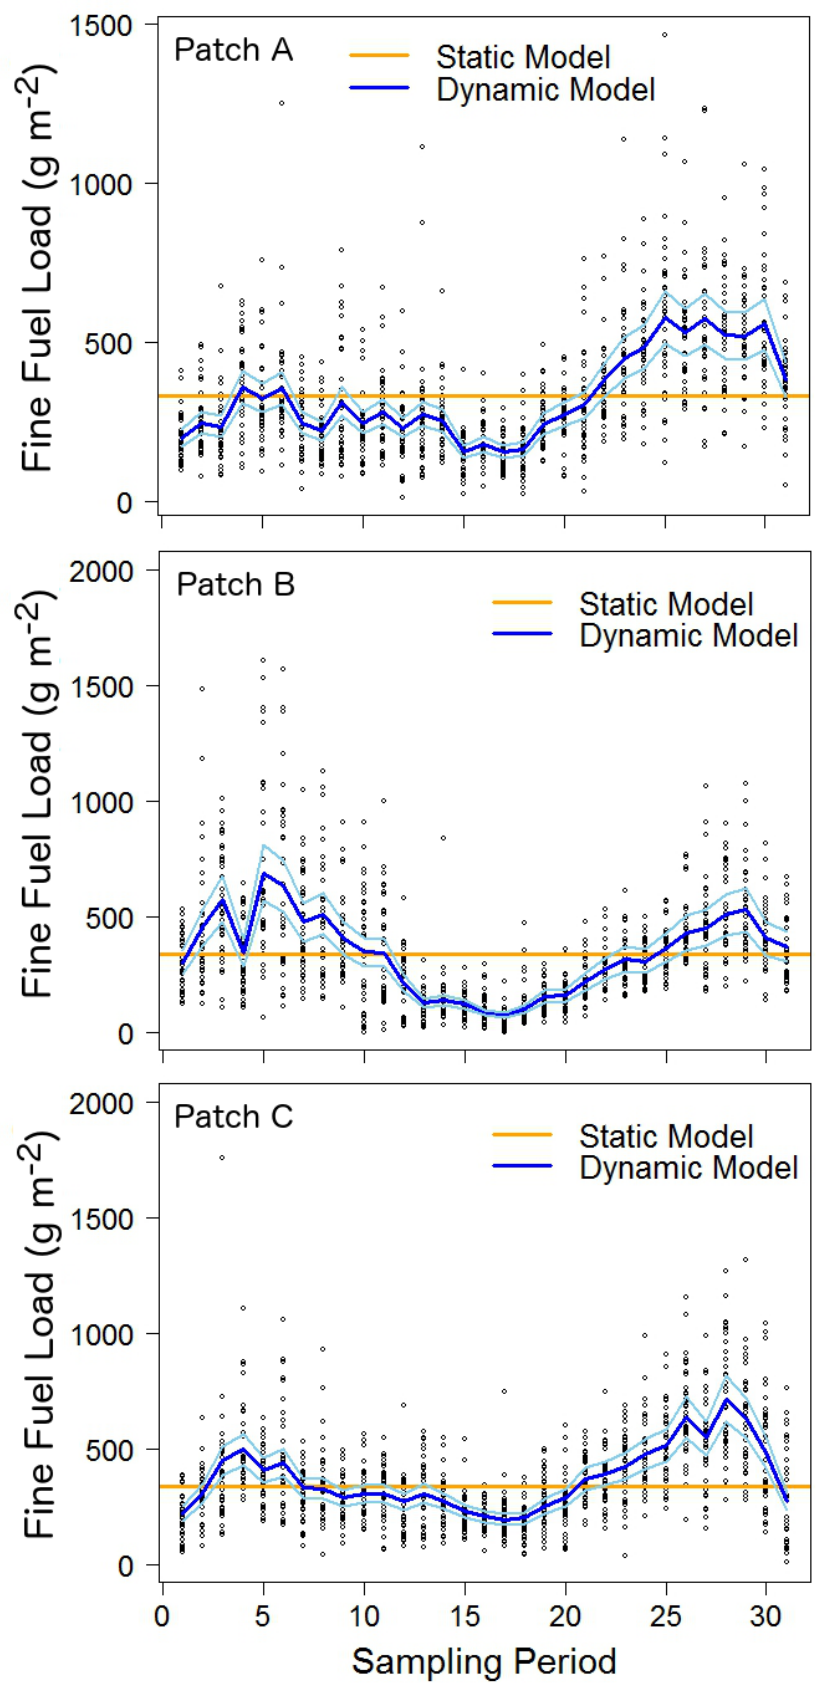 Patch A
Static Model
Dynamic Model
Fine Fuel Load (g m⁻²)
1500
1000
500
0
Patch B
Static Model
Dynamic Model
Fine Fuel Load (g m⁻²)
2000
1500
1000
500
0
Patch C
Static Model
Dynamic Model
Fine Fuel Load (g m⁻²)
2000
1500
1000
500
0
0 5 10 15 20 25 30
Sampling Period